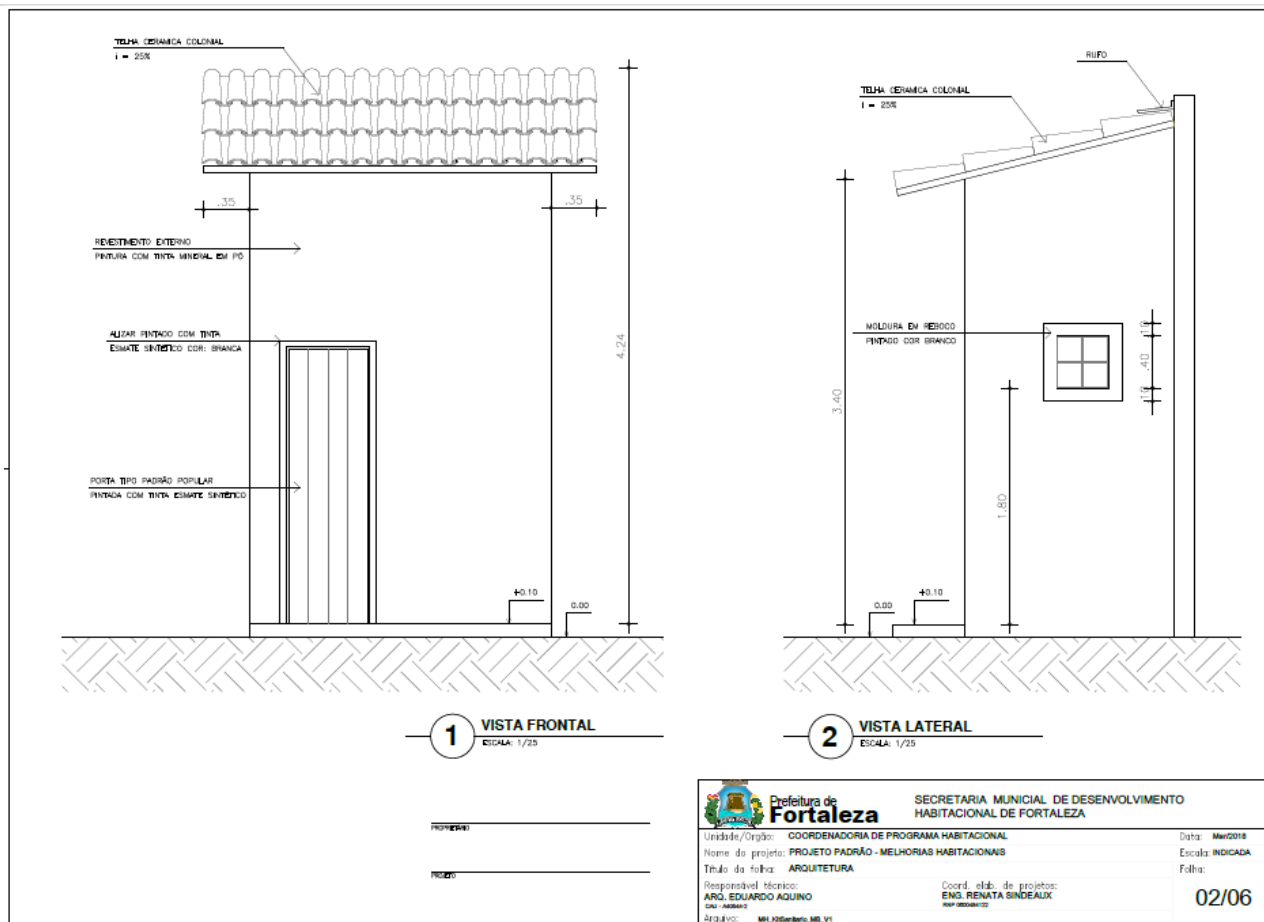 TELHA CERAMICA COLONIAL
i = 25%
.35
.35
REVESTIMENTO EXTERNO
PINTURA COM TINTA MINERAL EM PÓ
ALIZAR PINTADO COM TINTA
ESMATE SINTÉTICO COR: BRANCA
4.24
PORTA TIPO PADRÃO POPULAR
PINTADA COM TINTA ESMATE SINTÉTICO
+0.10
0.00
1
VISTA FRONTAL
ESCALA: 1/25
RUFO
TELHA CERAMICA COLONIAL
i = 25%
MOLDURA EM REBOCO
PINTADO COR BRANCO
.10
.40
.10
3.40
1.80
0.00
+0.10
2
VISTA LATERAL
ESCALA: 1/25
PROPRIETÁRIO
PROJETO
Prefeitura de
Fortaleza
SECRETARIA MUNICIAL DE DESENVOLVIMENTO
HABITACIONAL DE FORTALEZA
Unidade/Orgão: COORDENADORIA DE PROGRAMA HABITACIONAL
Data: Mar/2018
Nome do projeto: PROJETO PADRÃO - MELHORIAS HABITACIONAIS
Escala: INDICADA
Título da folha: ARQUITETURA
Folha:
02/06
Responsável técnico:
ARQ. EDUARDO AQUINO
Coord. elab. de projetos:
ENG. RENATA SINDEAUX
Arquivo: